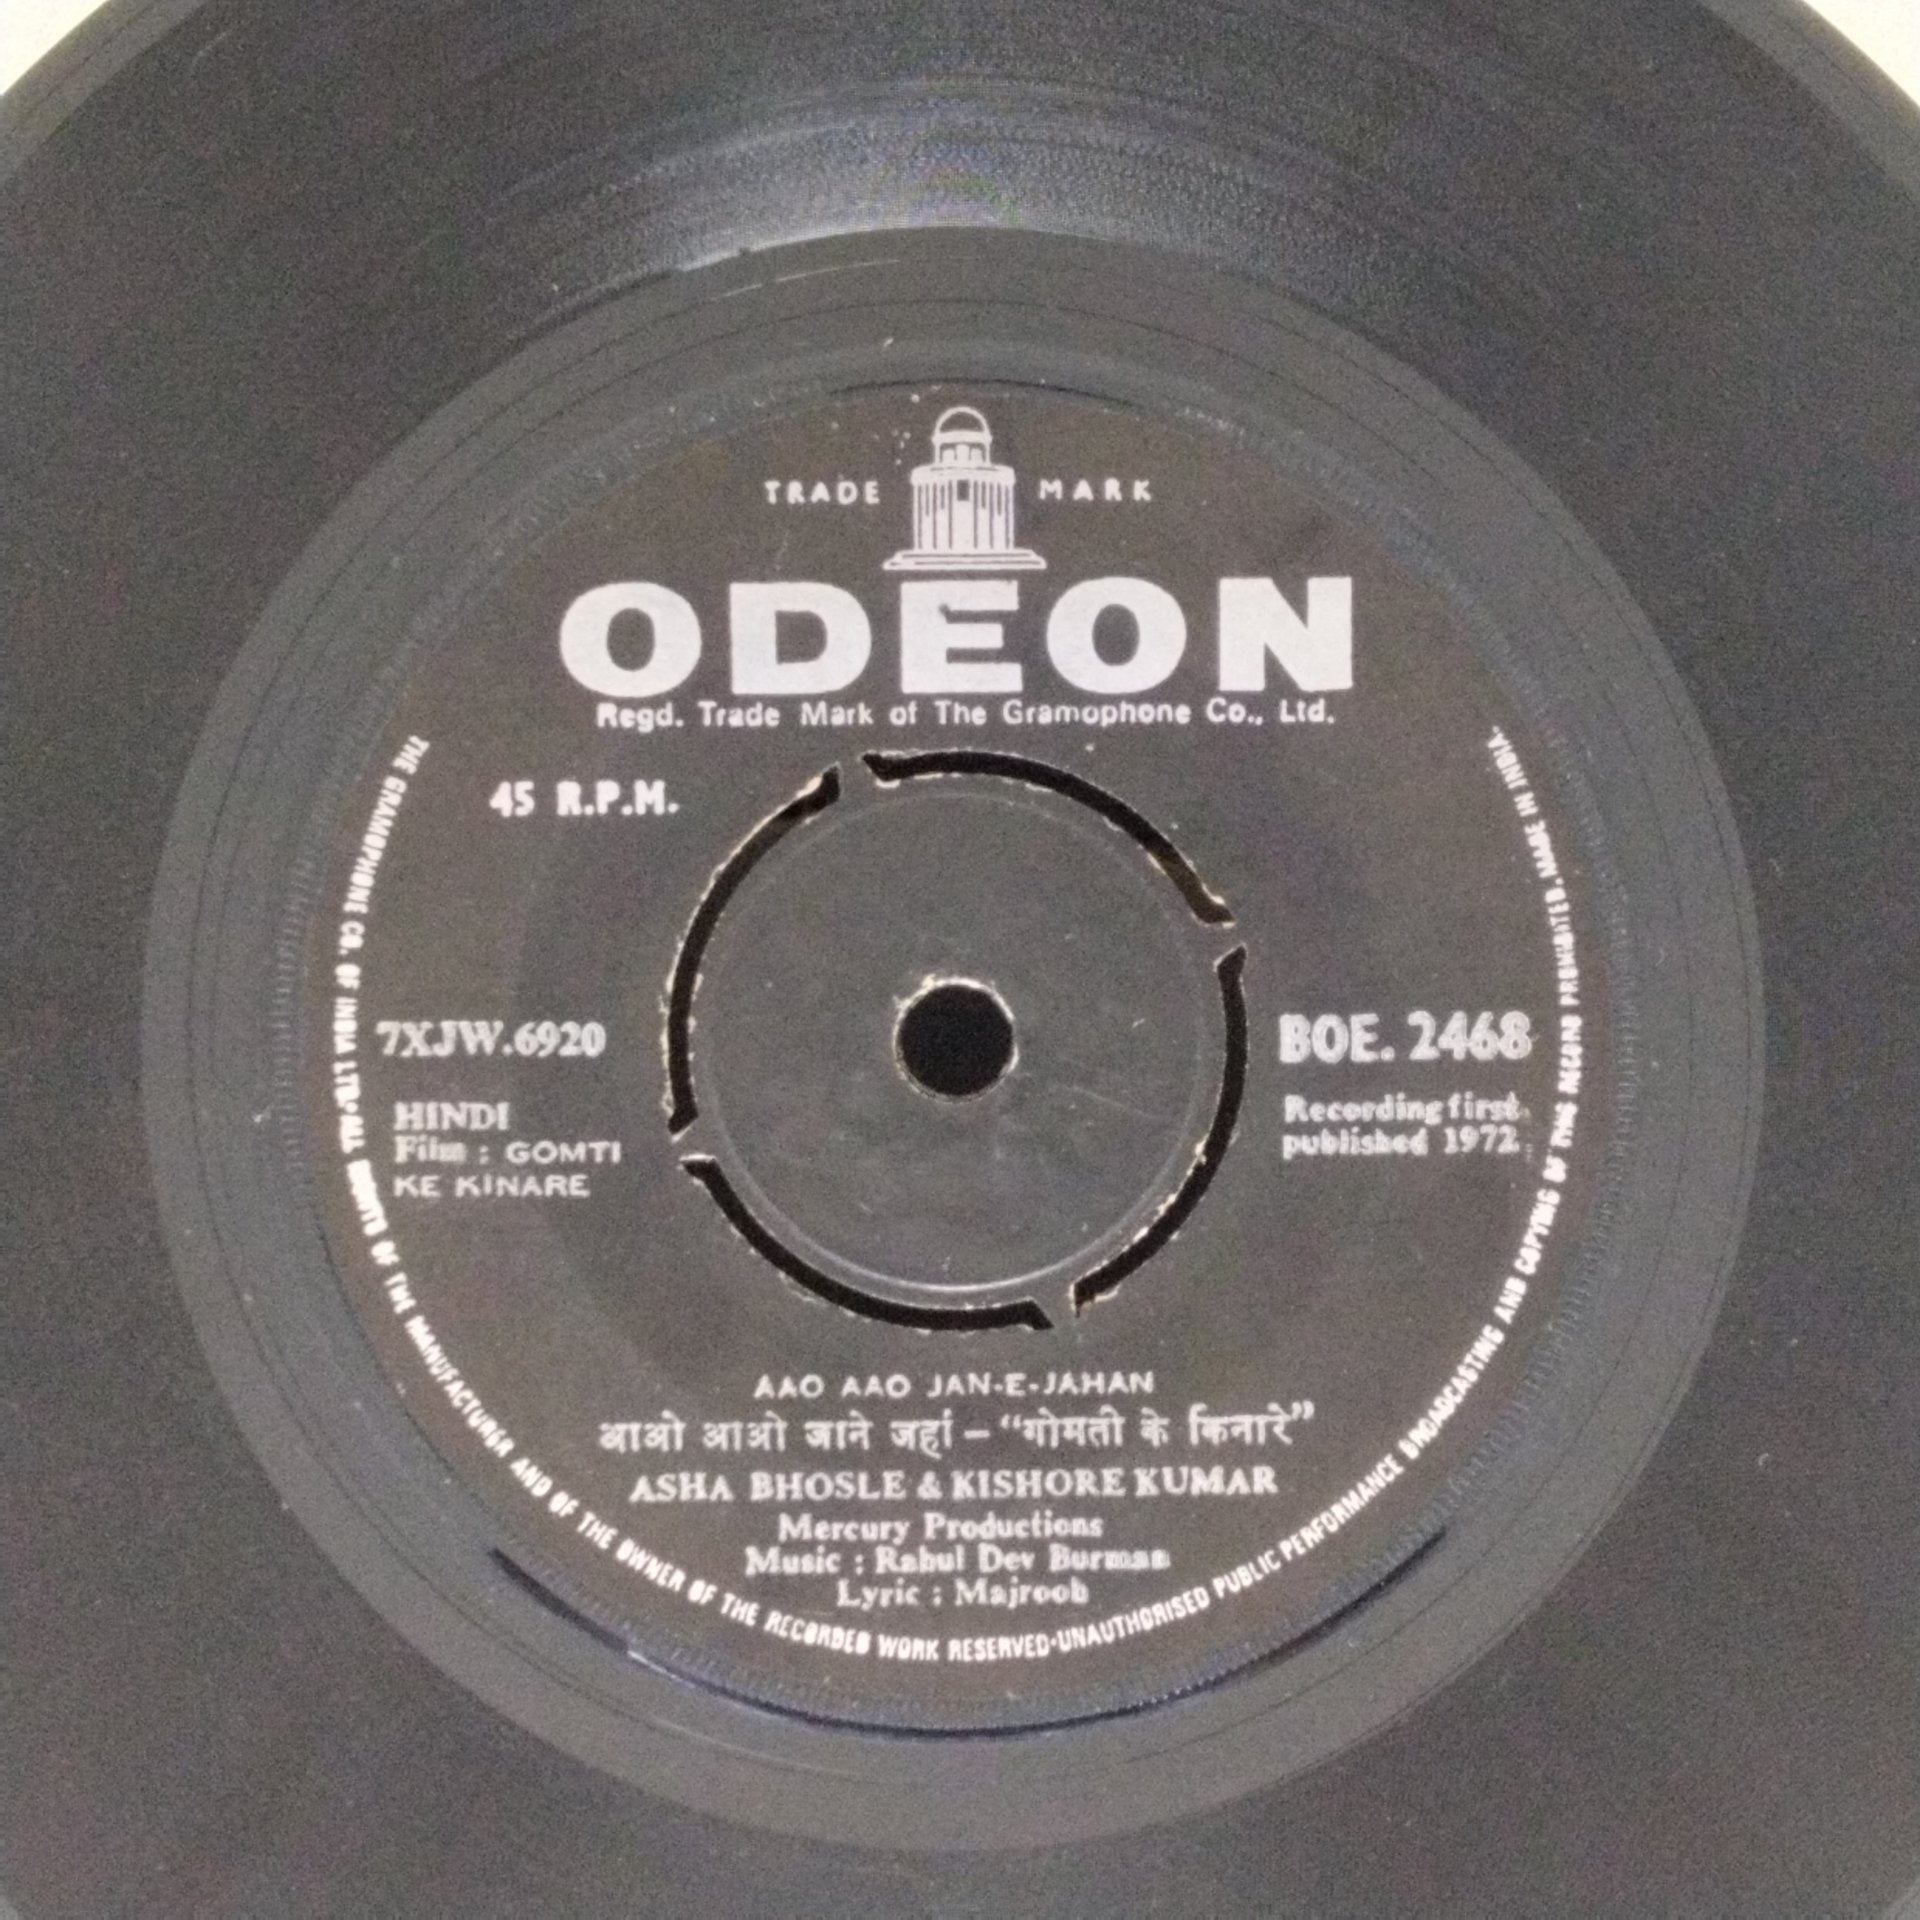 TRADE MARK
ODEON
Regd. Trade Mark of The Gramophone Co., Ltd.
45 R.P.M.
7XJW.6920
HINDI
Film : GOMTI
KE KINARE
BOE. 2468
Recording first
published 1972
AAO AAO JAN-E-JAHAN
आओ आओ जाने जहां – “गोमती के किनारे”
ASHA BHOSLE & KISHORE KUMAR
Mercury Productions
Music : Rahul Dev Burman
Lyric : Majrooh
THE GRAMOPHONE CO. OF INDIA LTD·ALL RIGHTS OF THE MANUFACTURER AND OF THE OWNER OF THE RECORDED WORK RESERVED·UNAUTHORISED PUBLIC PERFORMANCE BROADCASTING AND COPYING OF THIS RECORD PROHIBITED. MADE IN INDIA.